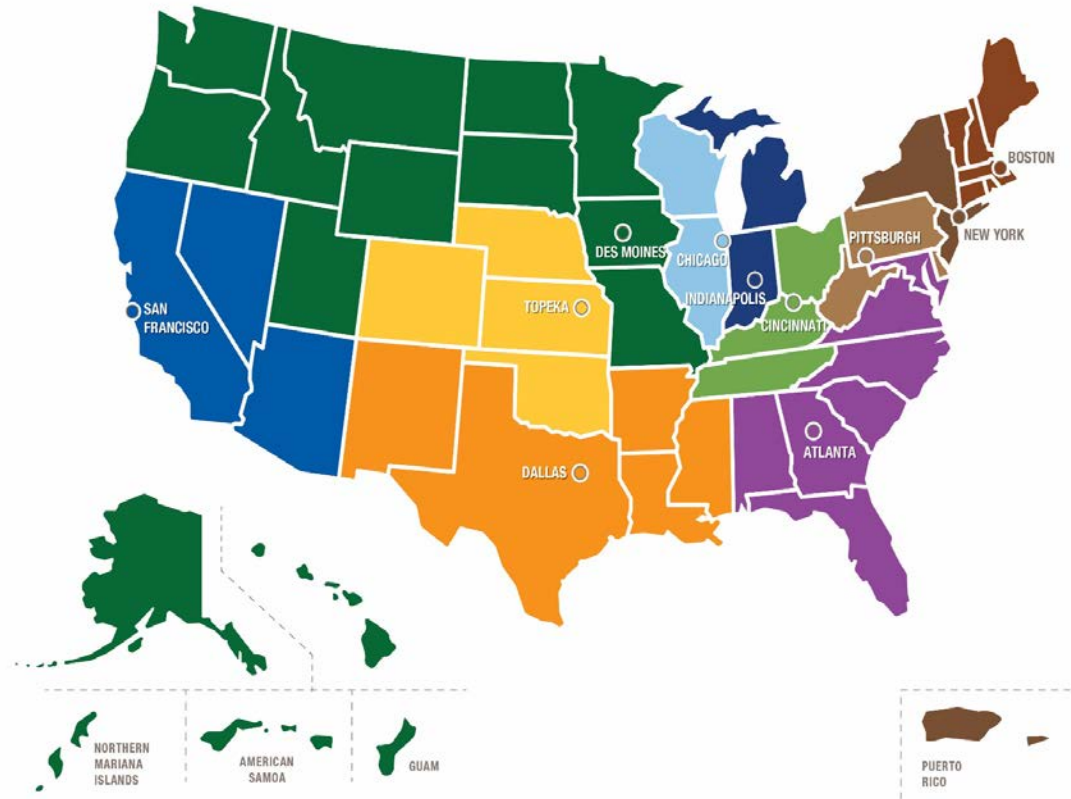 BOSTON
NEW YORK
PITTSBURGH
DES MOINES
CHICAGO
INDIANAPOLIS
CINCINNATI
TOPEKA
SAN
FRANCISCO
ATLANTA
DALLAS
NORTHERN
MARIANA
ISLANDS
AMERICAN
SAMOA
GUAM
PUERTO
RICO